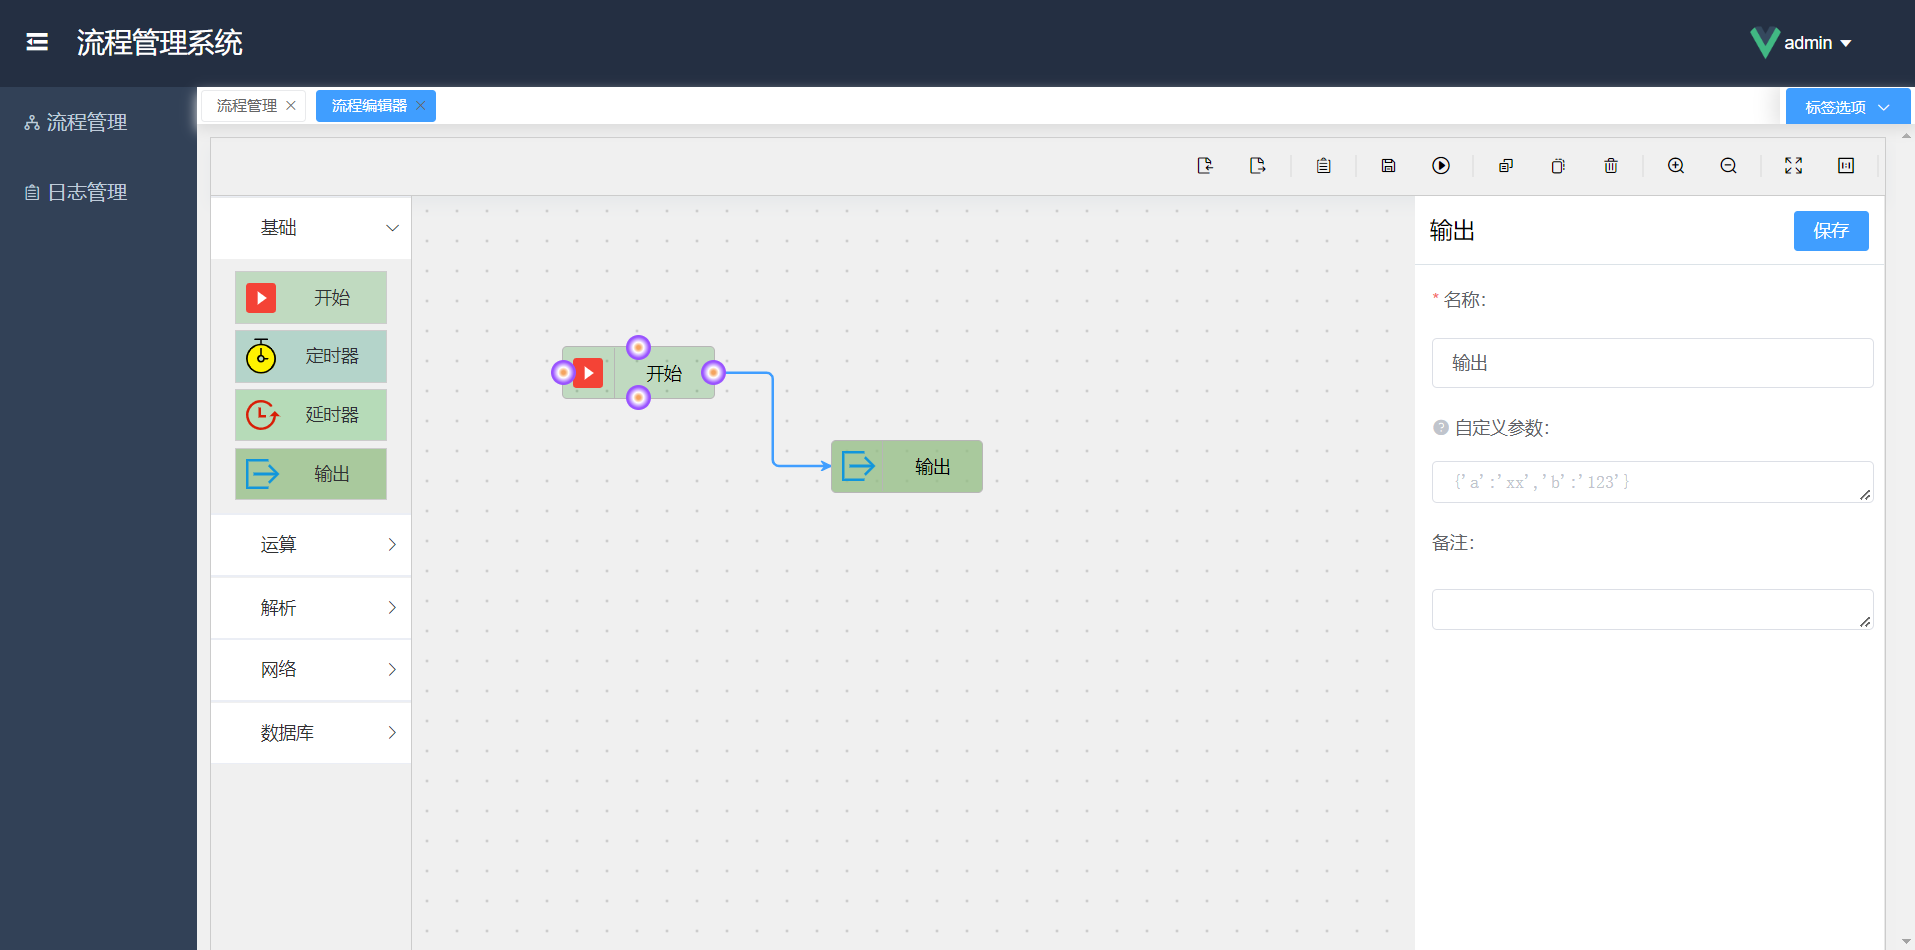 流程管理系统
admin
流程管理
日志管理
流程管理
流程编辑器
标签选项
基础
开始
定时器
延时器
输出
运算
解析
网络
数据库
开始
输出
输出
保存
* 名称：
输出
? 自定义参数：
{'a':'xx','b':'123'}
备注：